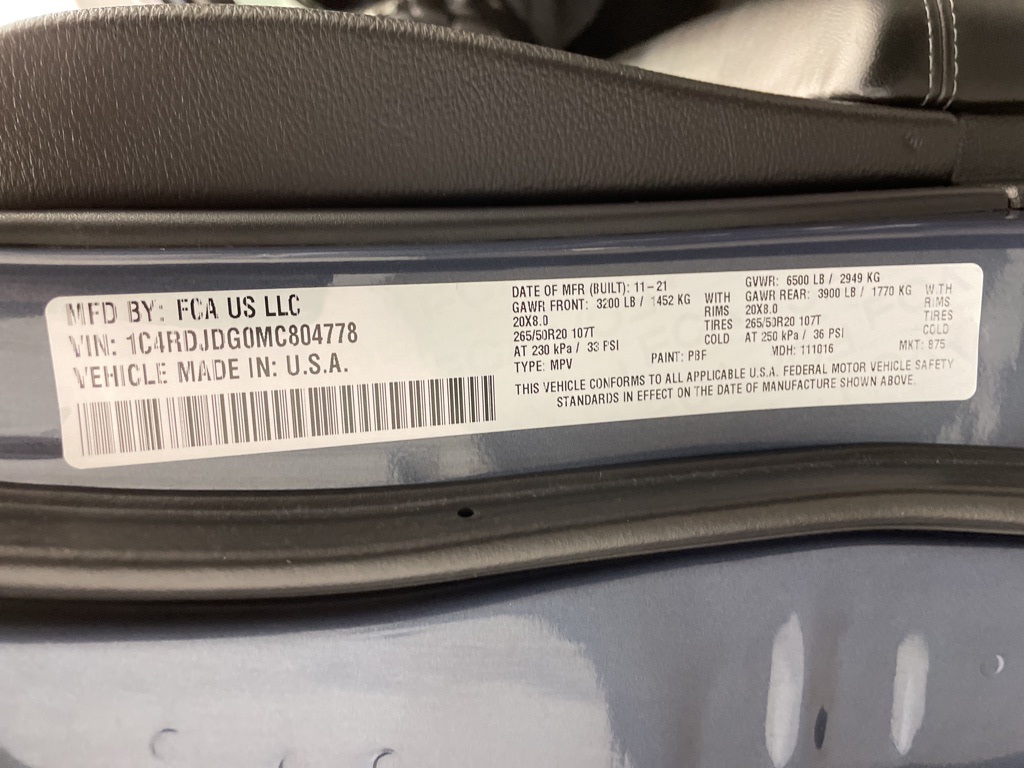 MFD BY: FCA US LLC
VIN: 1C4RDJDG0MC804778
VEHICLE MADE IN: U.S.A.
DATE OF MFR (BUILT): 11-21
GAWR FRONT: 3200 LB / 1452 KG WITH
20X8.0 RIMS
265/50R20 107T TIRES
AT 230 kPa / 33 PSI COLD
TYPE: MPV PAINT: PBF
GVWR: 6500 LB / 2949 KG
GAWR REAR: 3900 LB / 1770 KG WITH
20X8.0 RIMS
265/50R20 107T TIRES
AT 250 kPa / 36 PSI COLD
MDH: 111016 MKT: 875
THIS VEHICLE CONFORMS TO ALL APPLICABLE U.S.A. FEDERAL MOTOR VEHICLE SAFETY
STANDARDS IN EFFECT ON THE DATE OF MANUFACTURE SHOWN ABOVE.